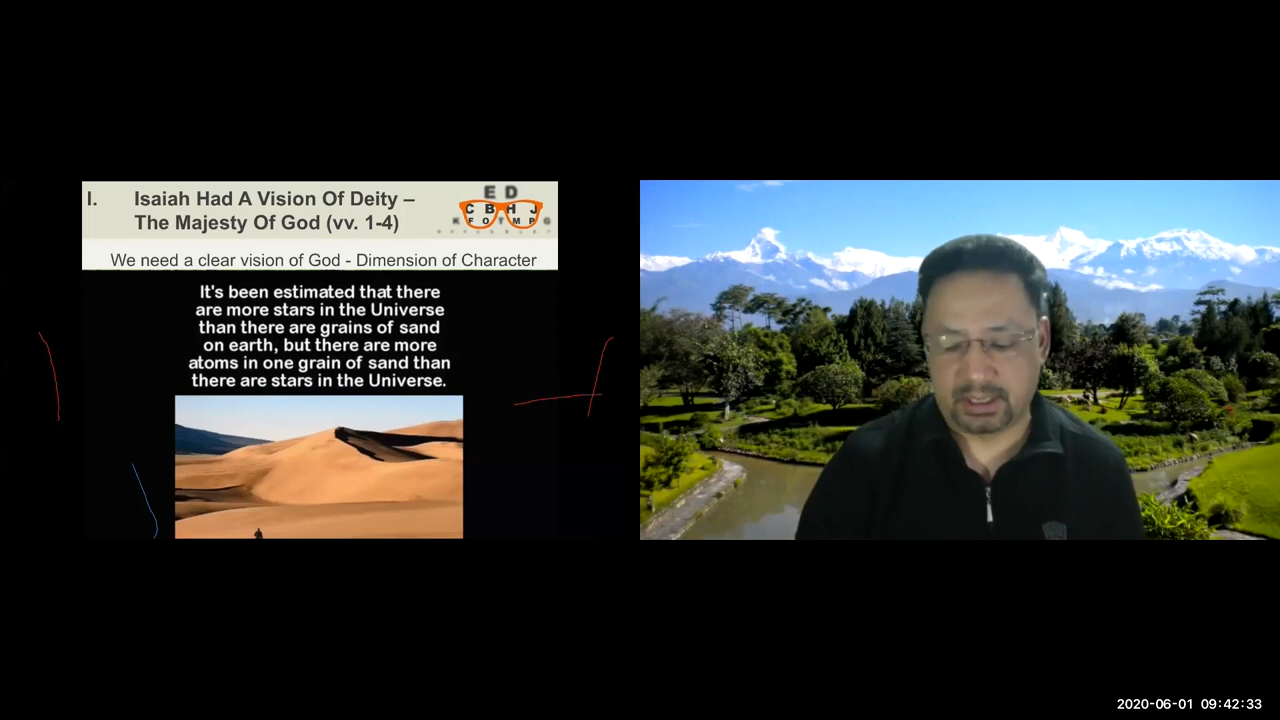 I. Isaiah Had A Vision Of Deity –
The Majesty Of God (vv. 1-4)
E D
C B H J
K F O T M P G
We need a clear vision of God - Dimension of Character
It's been estimated that there
are more stars in the Universe
than there are grains of sand
on earth, but there are more
atoms in one grain of sand than
there are stars in the Universe.
2020-06-01 09:42:33